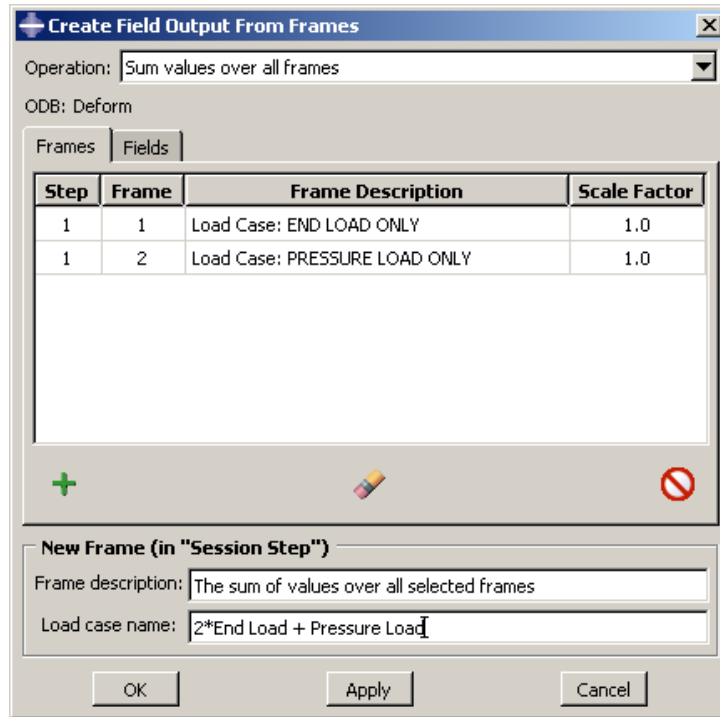 Create Field Output From Frames
Operation: Sum values over all frames
ODB: Deform
Frames Fields
Step Frame Frame Description Scale Factor
1 1 Load Case: END LOAD ONLY 1.0
1 2 Load Case: PRESSURE LOAD ONLY 1.0
New Frame (in "Session Step")
Frame description: The sum of values over all selected frames
Load case name: 2*End Load + Pressure Load
OK Apply Cancel